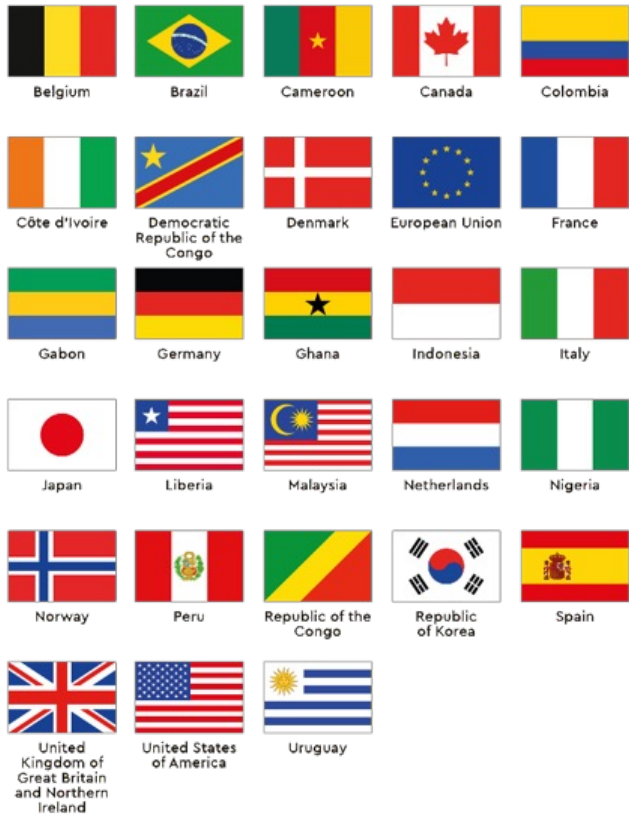 Belgium
Brazil
Cameroon
Canada
Colombia
Côte d'Ivoire
Democratic
Republic of the
Congo
Denmark
European Union
France
Gabon
Germany
Ghana
Indonesia
Italy
Japan
Liberia
Malaysia
Netherlands
Nigeria
Norway
Peru
Republic of the
Congo
Republic
of Korea
Spain
United
Kingdom of
Great Britain
and Northern
Ireland
United States
of America
Uruguay